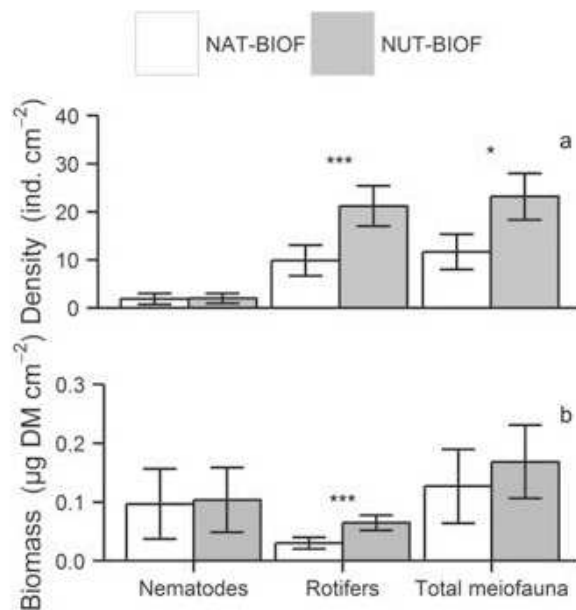 NAT-BIOF NUT-BIOF
Density (ind. cm⁻²)
40
30
20
10
0
*** 
*
a
Biomass (µg DM cm⁻²)
0.3
0.2
0.1
0.0
***
b
Nematodes Rotifers Total meiofauna